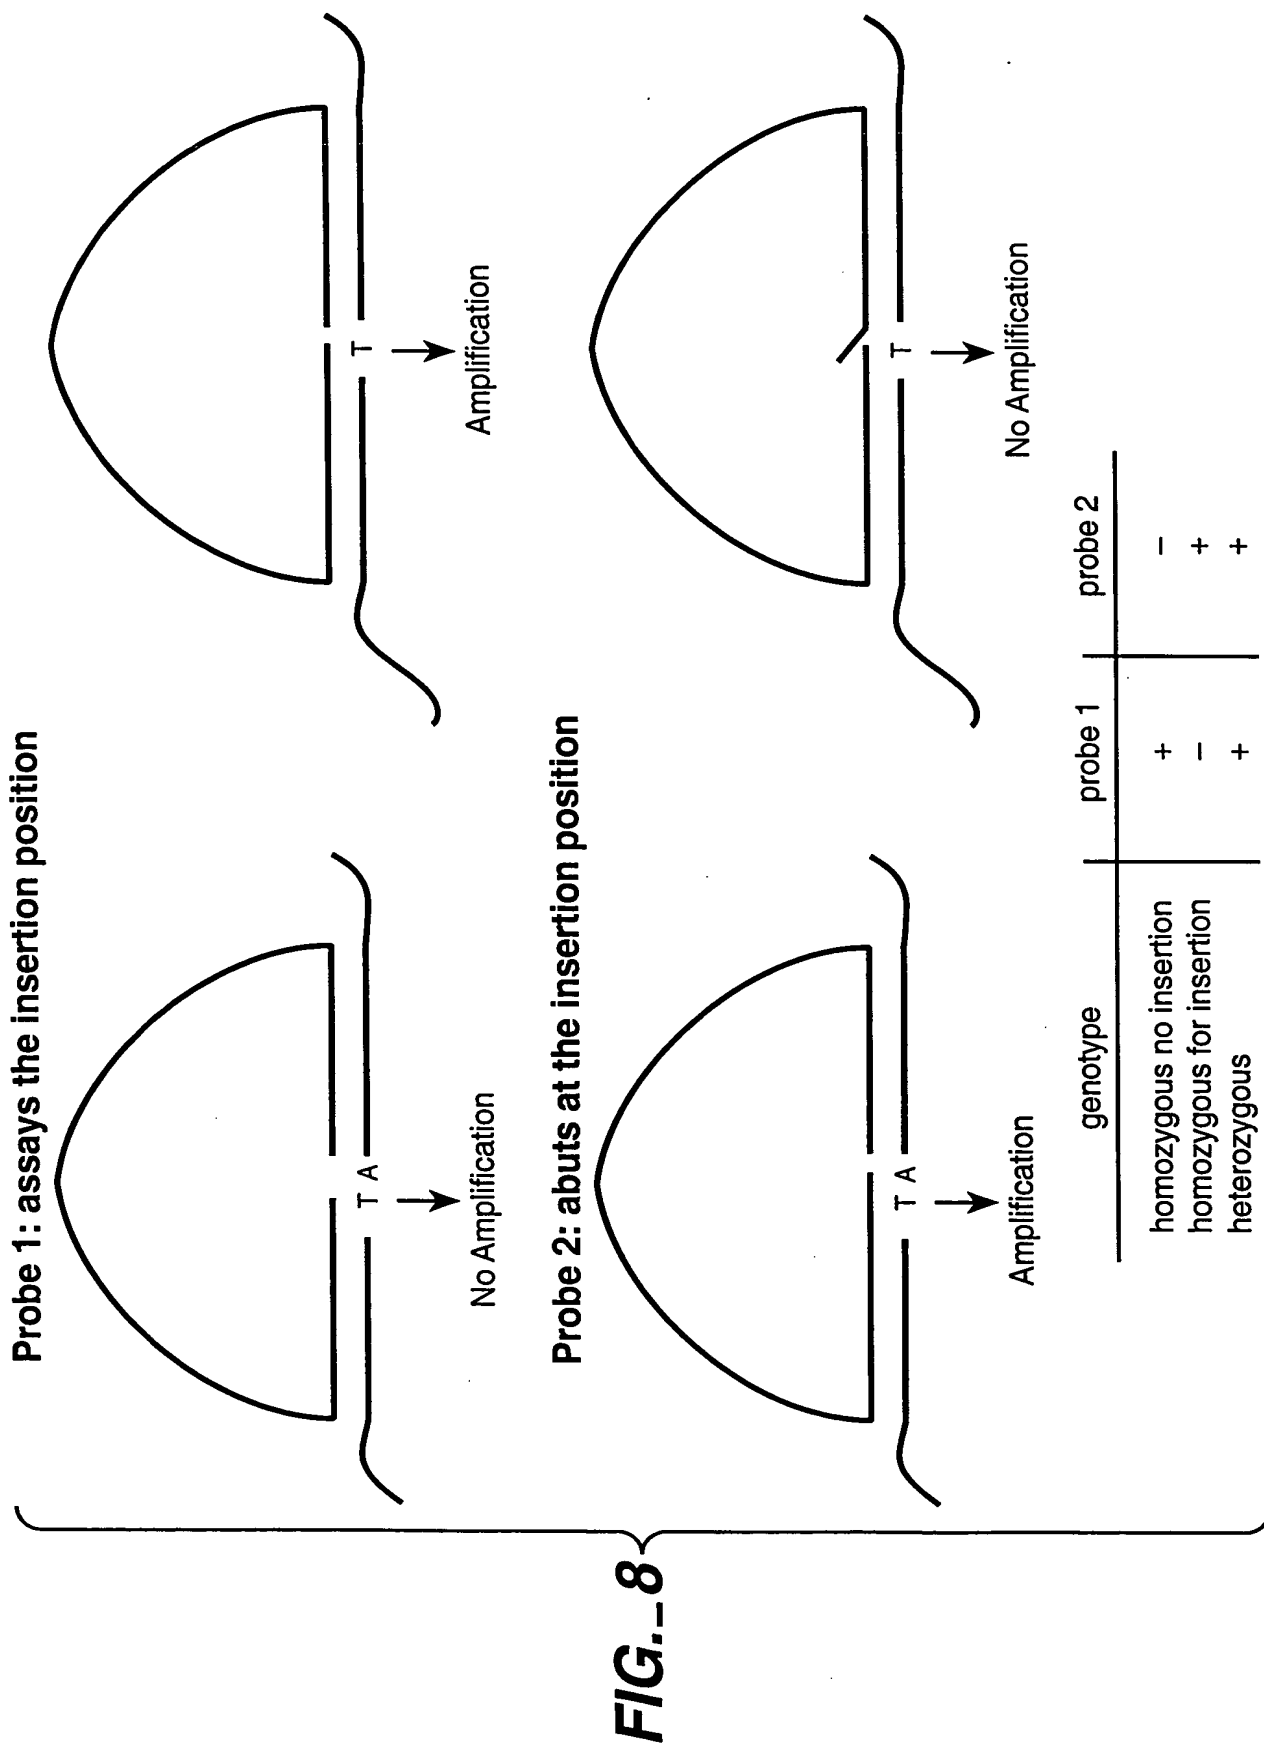 Probe 1: assays the insertion position
T A
No Amplification
T
Amplification
Probe 2: abuts at the insertion position
T A
Amplification
T
No Amplification
genotype probe 1 probe 2
homozygous no insertion + –
homozygous for insertion – +
heterozygous + +
FIG._8